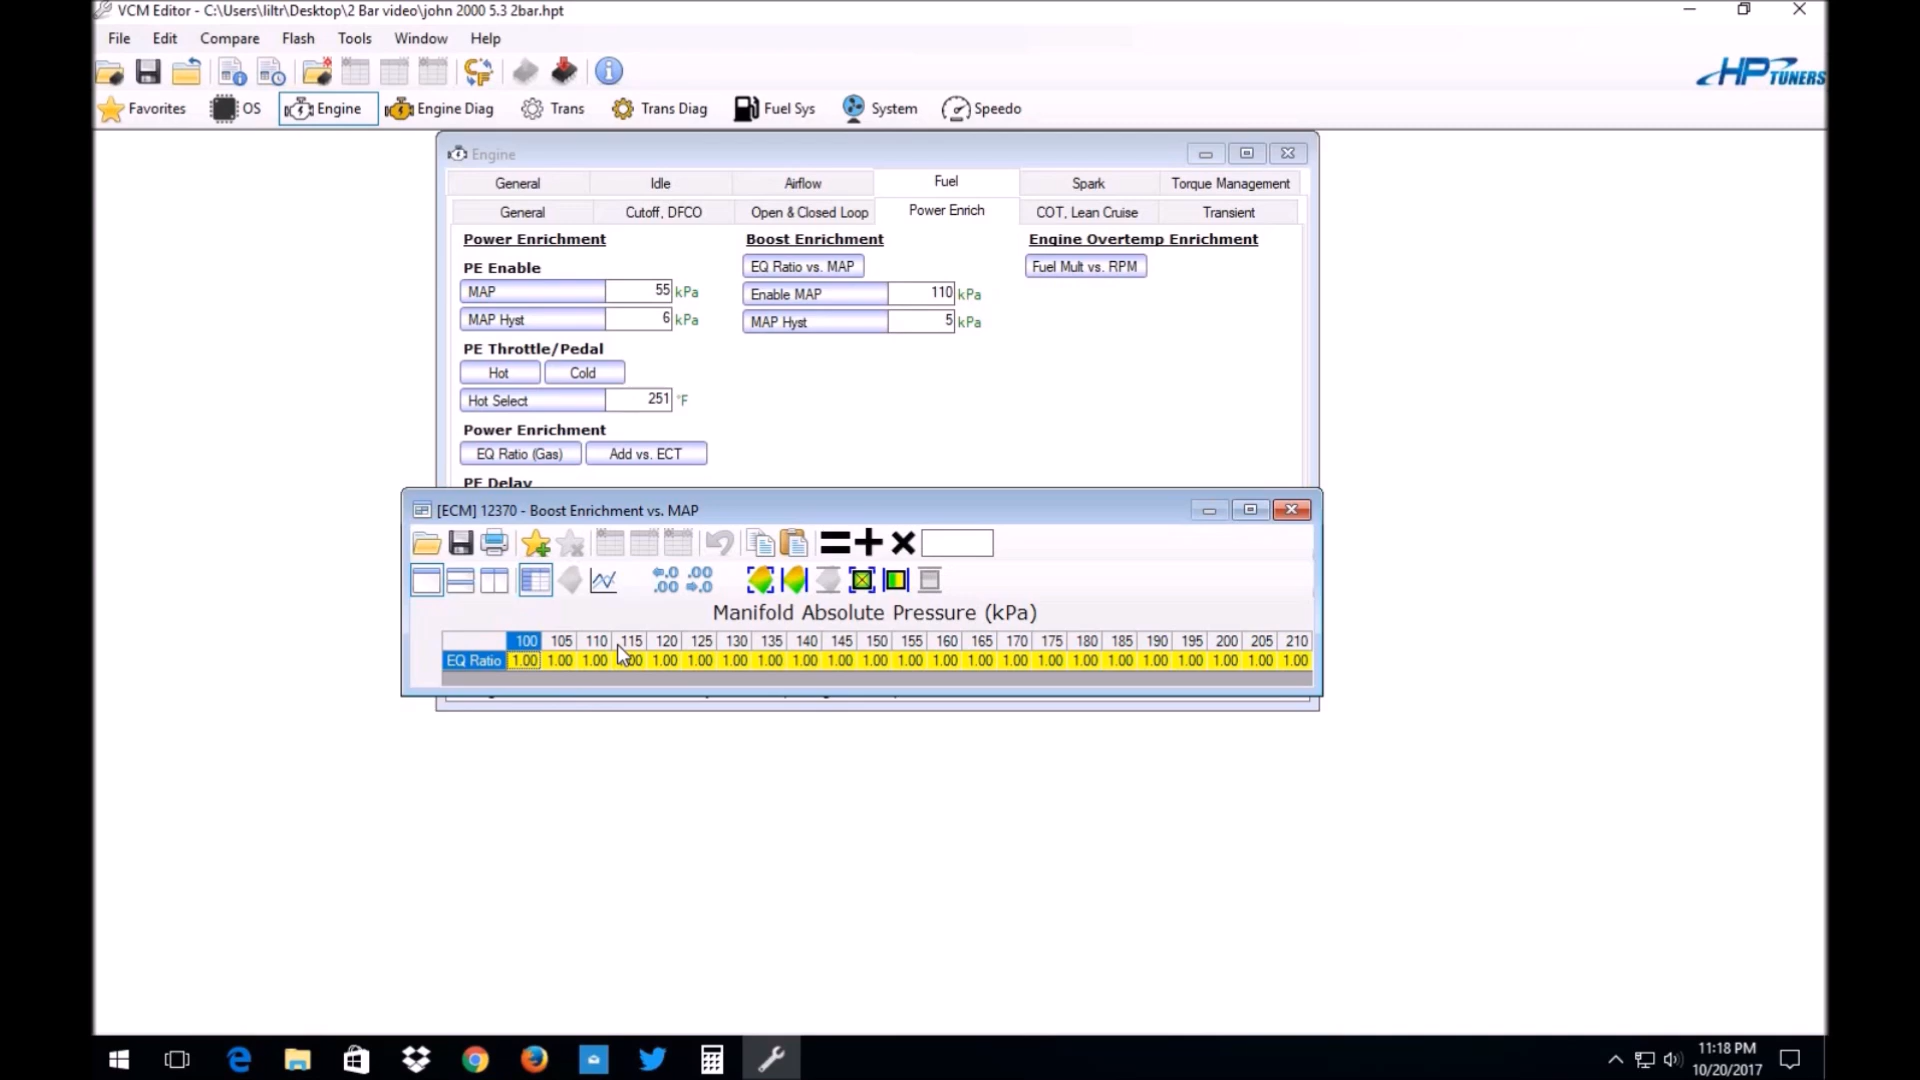 VCM Editor - C:\Users\liltr\Desktop\2 Bar video\john 2000 5.3 2bar.hpt
File Edit Compare Flash Tools Window Help
HP TUNERS
Favorites OS Engine Engine Diag Trans Trans Diag Fuel Sys System Speedo
Engine
General Idle Airflow Fuel Spark Torque Management
General Cutoff, DFCO Open & Closed Loop Power Enrich COT, Lean Cruise Transient
Power Enrichment Boost Enrichment Engine Overtemp Enrichment
PE Enable EQ Ratio vs. MAP Fuel Mult vs. RPM
MAP 55 kPa Enable MAP 110 kPa
MAP Hyst 6 kPa MAP Hyst 5 kPa
PE Throttle/Pedal
Hot Cold
Hot Select 251 °F
Power Enrichment
EQ Ratio (Gas) Add vs. ECT
PE Delay
[ECM] 12370 - Boost Enrichment vs. MAP
Manifold Absolute Pressure (kPa)
100 105 110 115 120 125 130 135 140 145 150 155 160 165 170 175 180 185 190 195 200 205 210
EQ Ratio 1.00 1.00 1.00 1.00 1.00 1.00 1.00 1.00 1.00 1.00 1.00 1.00 1.00 1.00 1.00 1.00 1.00 1.00 1.00 1.00 1.00 1.00 1.00
11:18 PM
10/20/2017